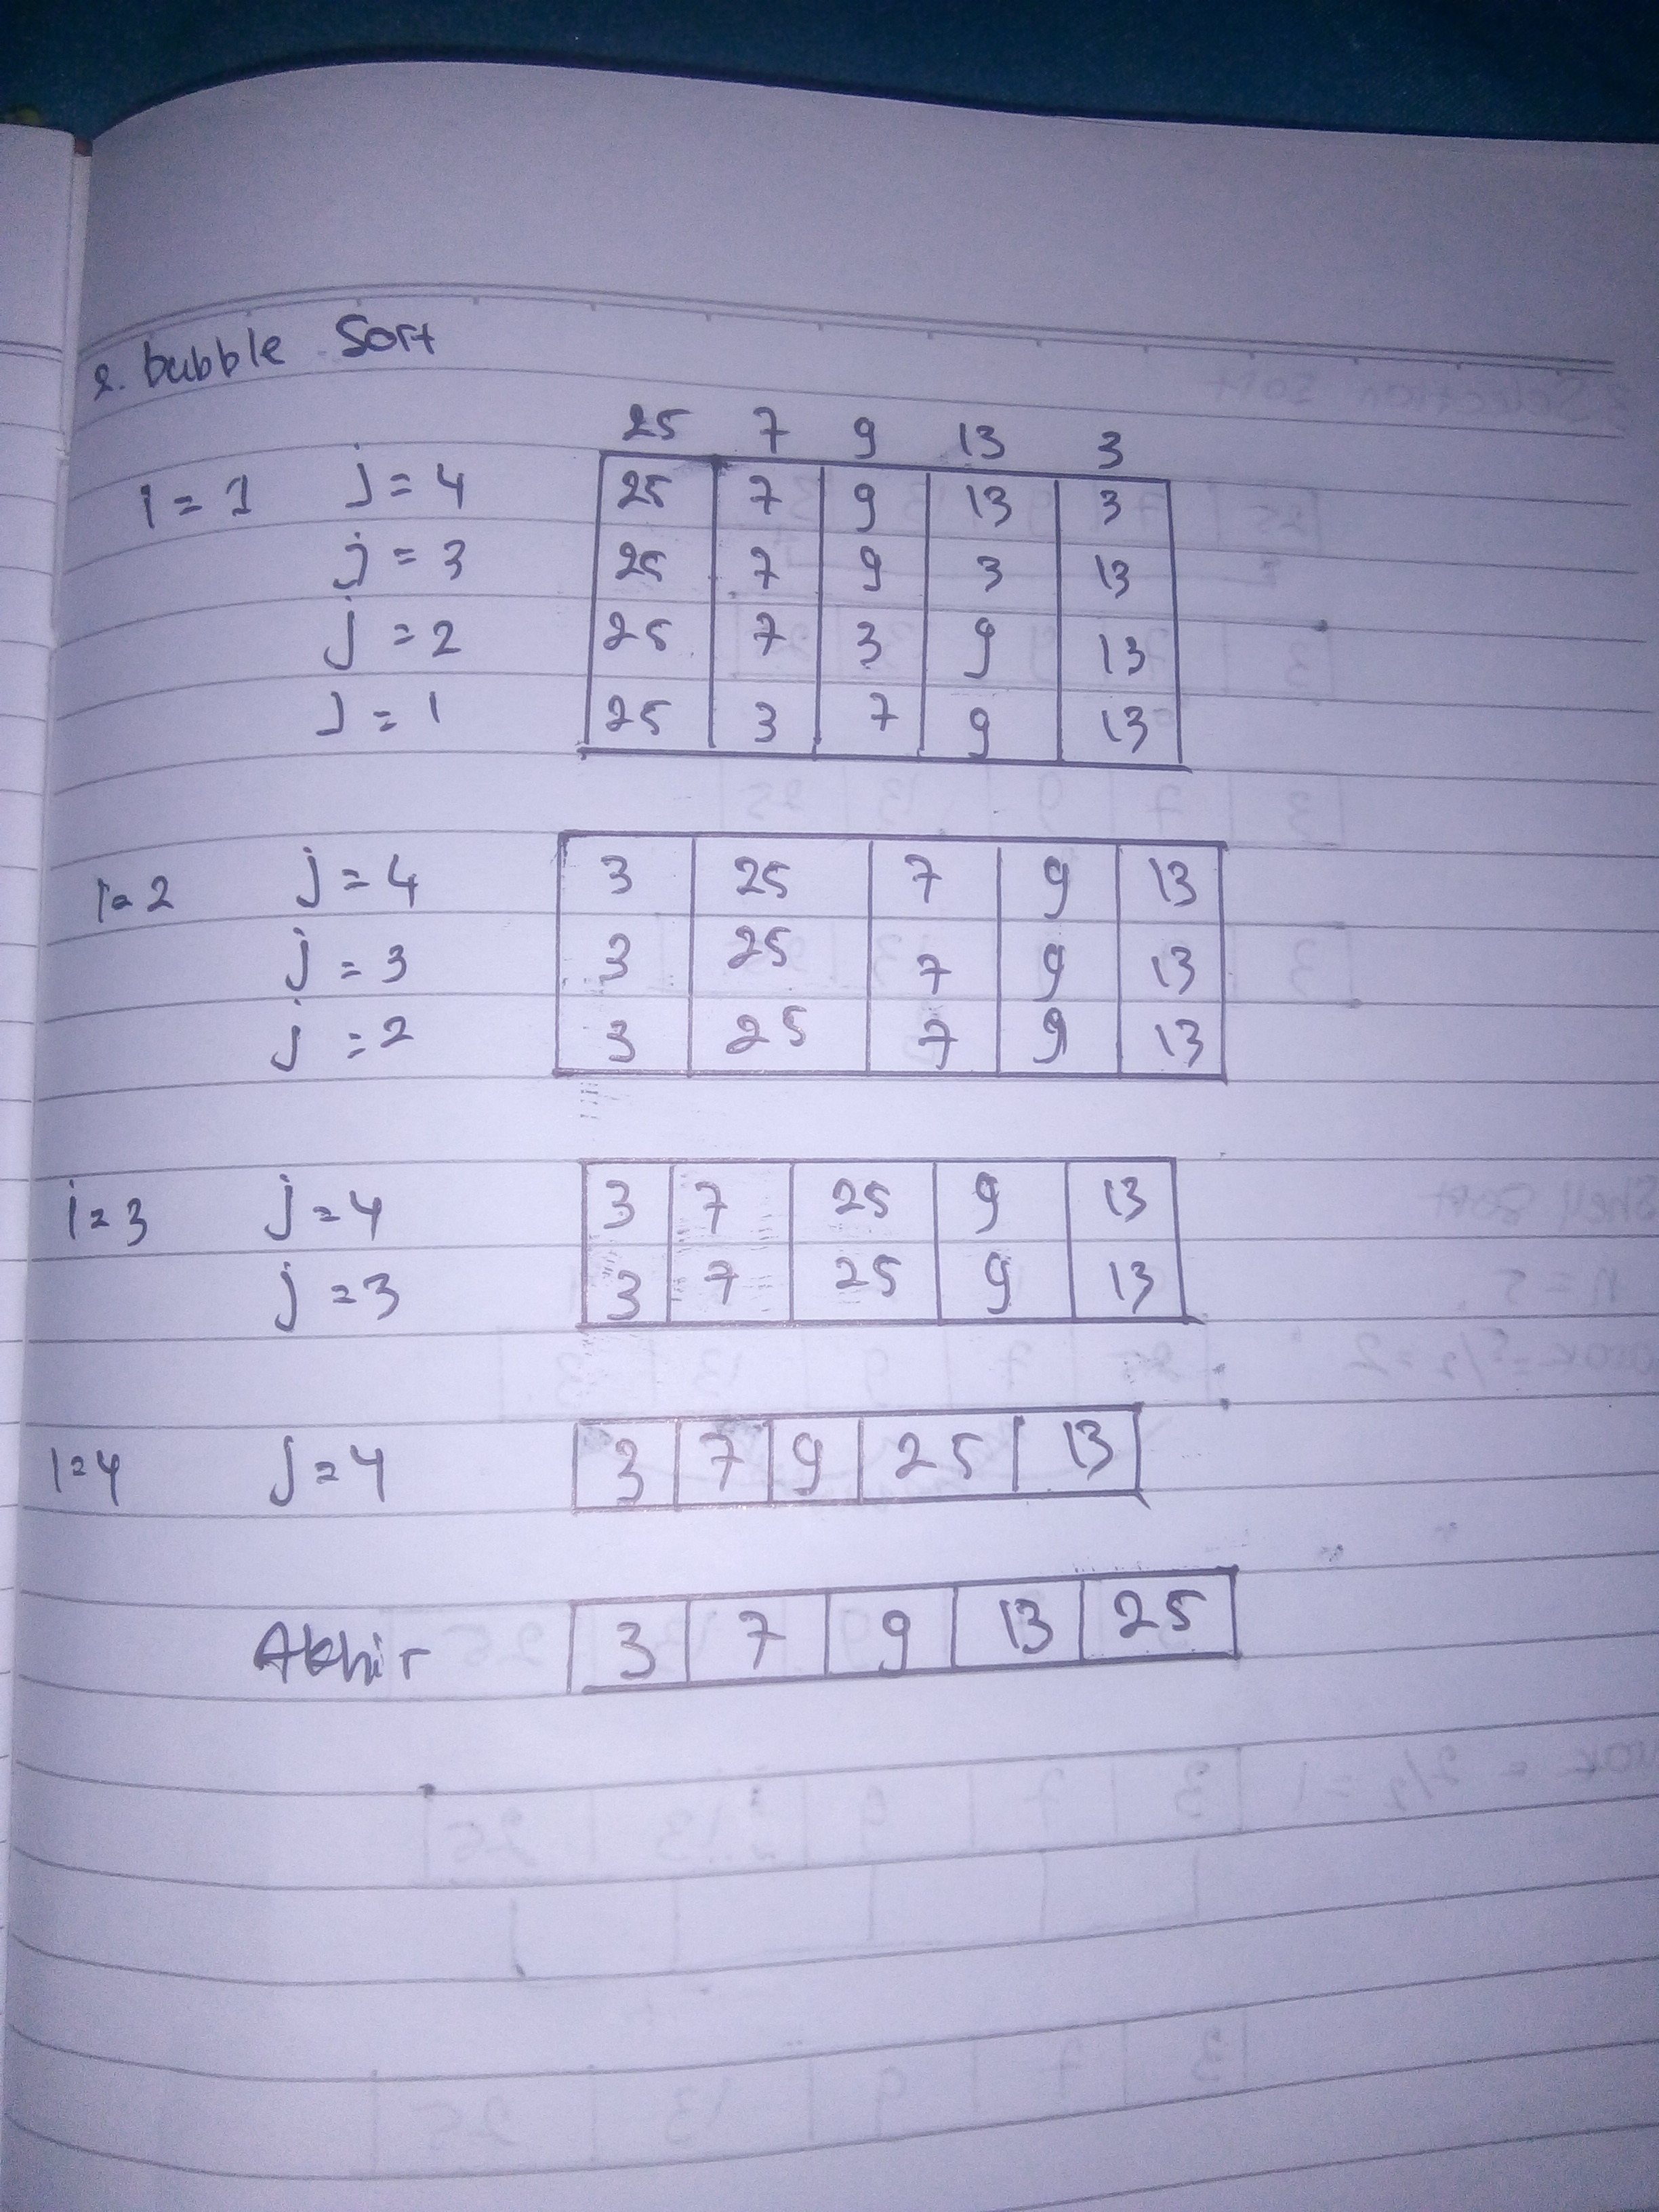 2. bubble Sort
25 7 9 13 3
i = 1 j = 4 25 7 9 13 3
j = 3 25 7 9 3 13
j = 2 25 7 3 9 13
J = 1 25 3 7 9 13
i = 2 j = 4 3 25 7 9 13
j = 3 3 25 7 9 13
j = 2 3 25 7 9 13
i = 3 j = 4 3 7 25 9 13
j = 3 3 7 25 9 13
i = 4 J = 4 3 7 9 25 13
Akhir 3 7 9 13 25